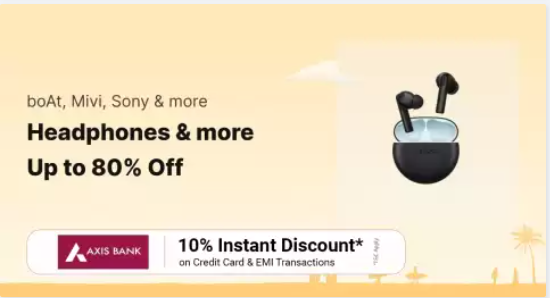 boAt, Mivi, Sony & more
Headphones & more
Up to 80% Off
AXIS BANK
10% Instant Discount*
on Credit Card & EMI Transactions